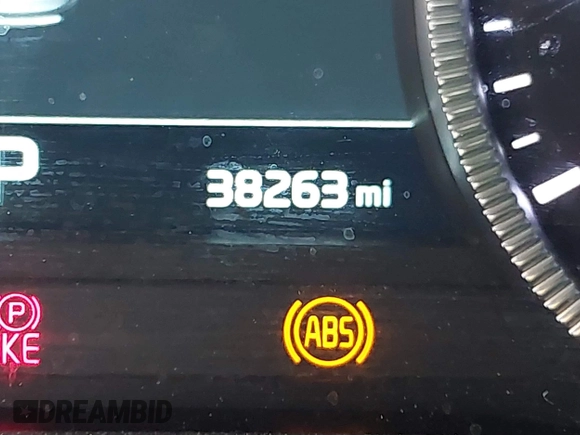 P
38263 mi
P
KE
ABS
DREAMBID